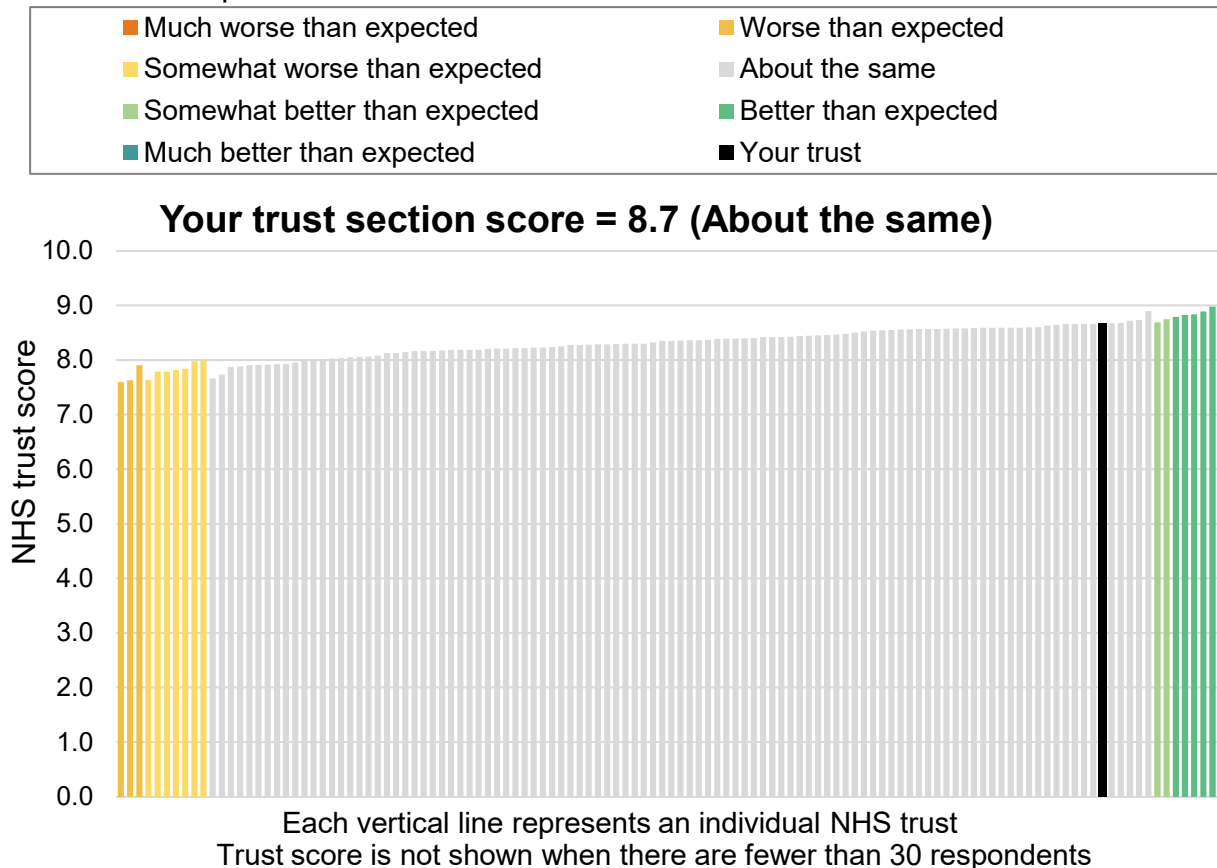 Much worse than expected
Worse than expected
Somewhat worse than expected
About the same
Somewhat better than expected
Better than expected
Much better than expected
Your trust
Your trust section score = 8.7 (About the same)
10.0
9.0
8.0
7.0
6.0
5.0
4.0
3.0
2.0
1.0
0.0
NHS trust score
Each vertical line represents an individual NHS trust
Trust score is not shown when there are fewer than 30 respondents